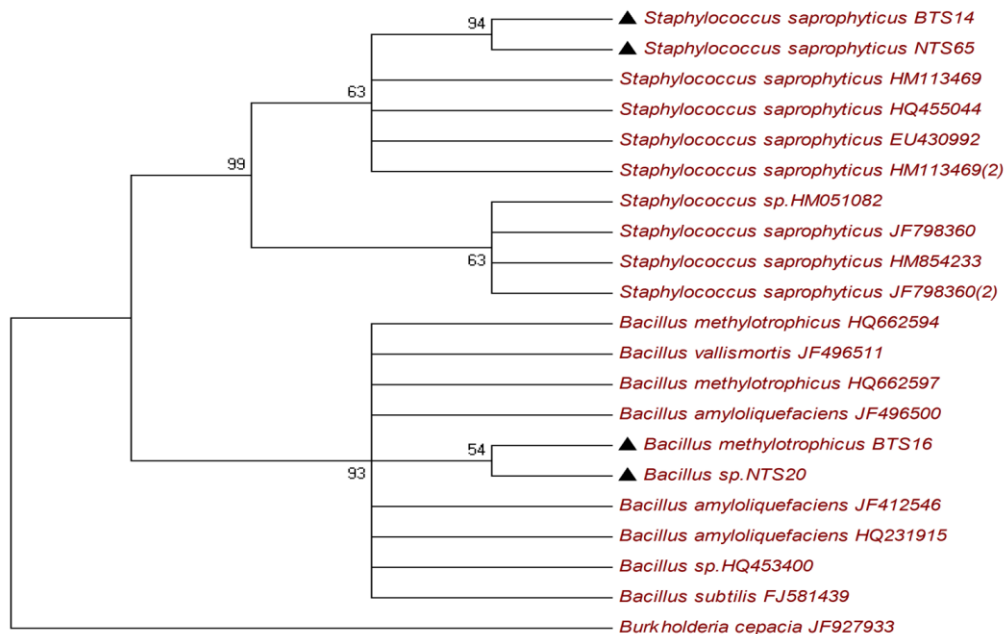 94
Staphylococcus saprophyticus BTS14
Staphylococcus saprophyticus NTS65
63
Staphylococcus saprophyticus HM113469
Staphylococcus saprophyticus HQ455044
Staphylococcus saprophyticus EU430992
99
Staphylococcus saprophyticus HM113469(2)
Staphylococcus sp.HM051082
Staphylococcus saprophyticus JF798360
63
Staphylococcus saprophyticus HM854233
Staphylococcus saprophyticus JF798360(2)
Bacillus methylotrophicus HQ662594
Bacillus vallismortis JF496511
Bacillus methylotrophicus HQ662597
Bacillus amyloliquefaciens JF496500
54
Bacillus methylotrophicus BTS16
93
Bacillus sp.NTS20
Bacillus amyloliquefaciens JF412546
Bacillus amyloliquefaciens HQ231915
Bacillus sp.HQ453400
Bacillus subtilis FJ581439
Burkholderia cepacia JF927933